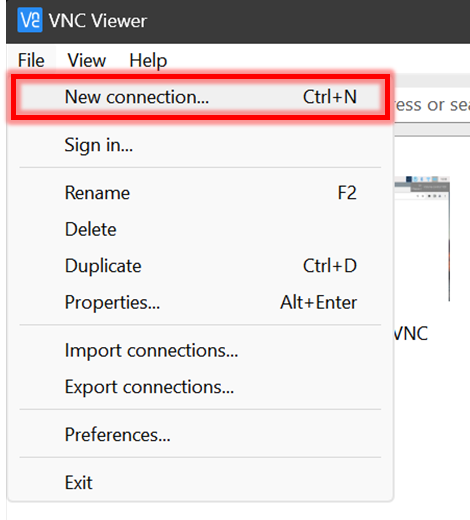 VNC Viewer
File View Help
New connection... Ctrl+N
ress or sea
Sign in...
Rename F2
Delete
Duplicate Ctrl+D
Properties... Alt+Enter
VNC
Import connections...
Export connections...
Preferences...
Exit